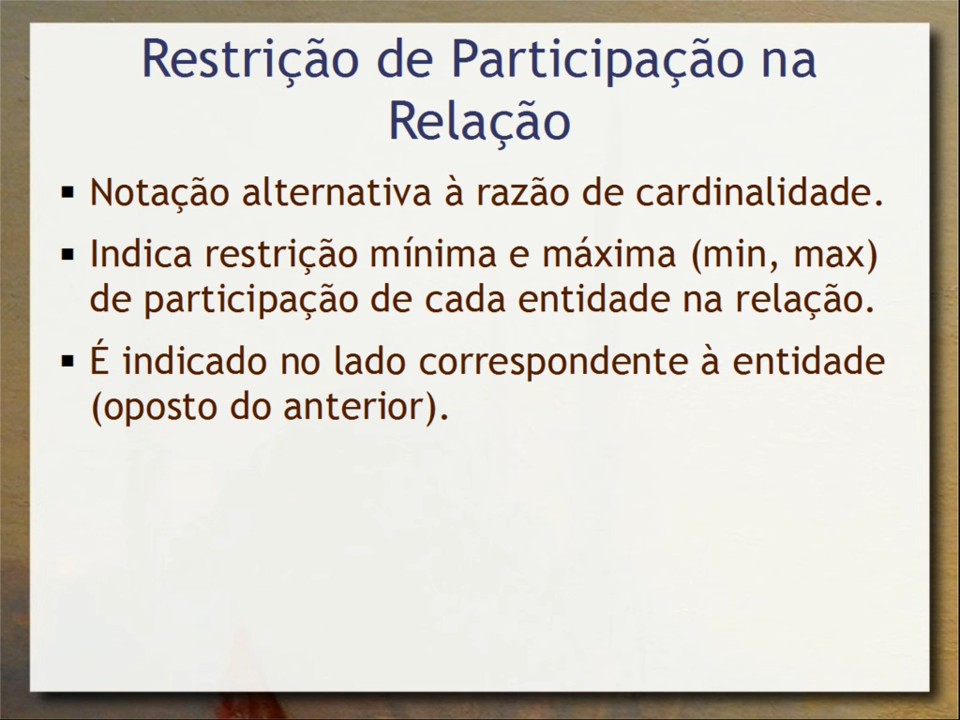 Restrição de Participação na
Relação
▪ Notação alternativa à razão de cardinalidade.
▪ Indica restrição mínima e máxima (min, max)
de participação de cada entidade na relação.
▪ É indicado no lado correspondente à entidade
(oposto do anterior).